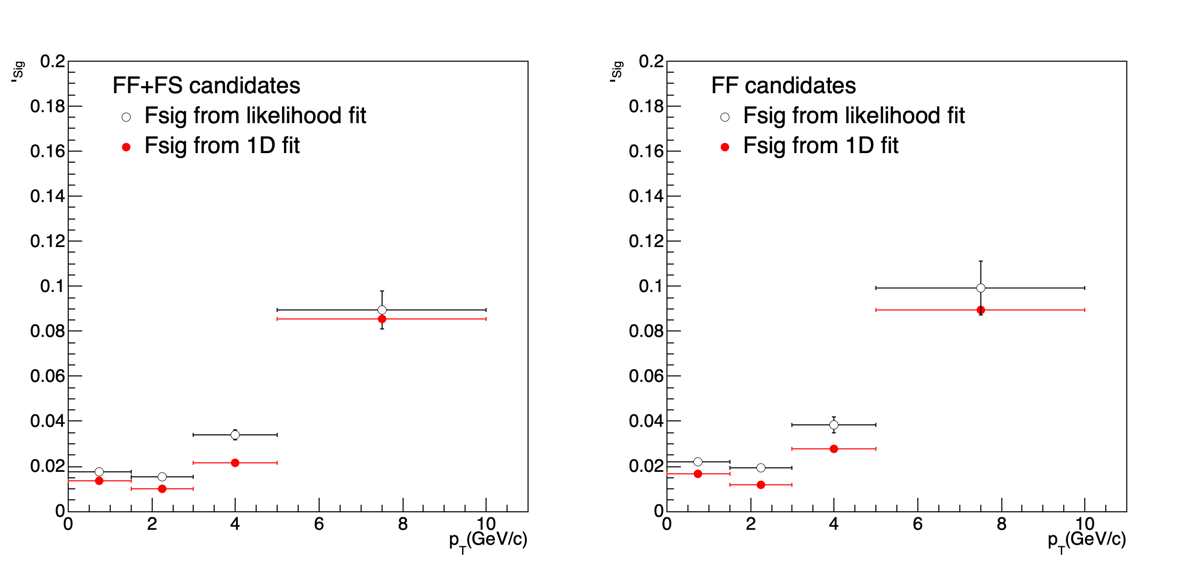 FF+FS candidates
Fsig from likelihood fit
Fsig from 1D fit
Sig
0.2
0.18
0.16
0.14
0.12
0.1
0.08
0.06
0.04
0.02
0
0 2 4 6 8 10
pT(GeV/c)
FF candidates
Fsig from likelihood fit
Fsig from 1D fit
Sig
0.2
0.18
0.16
0.14
0.12
0.1
0.08
0.06
0.04
0.02
0
0 2 4 6 8 10
pT(GeV/c)